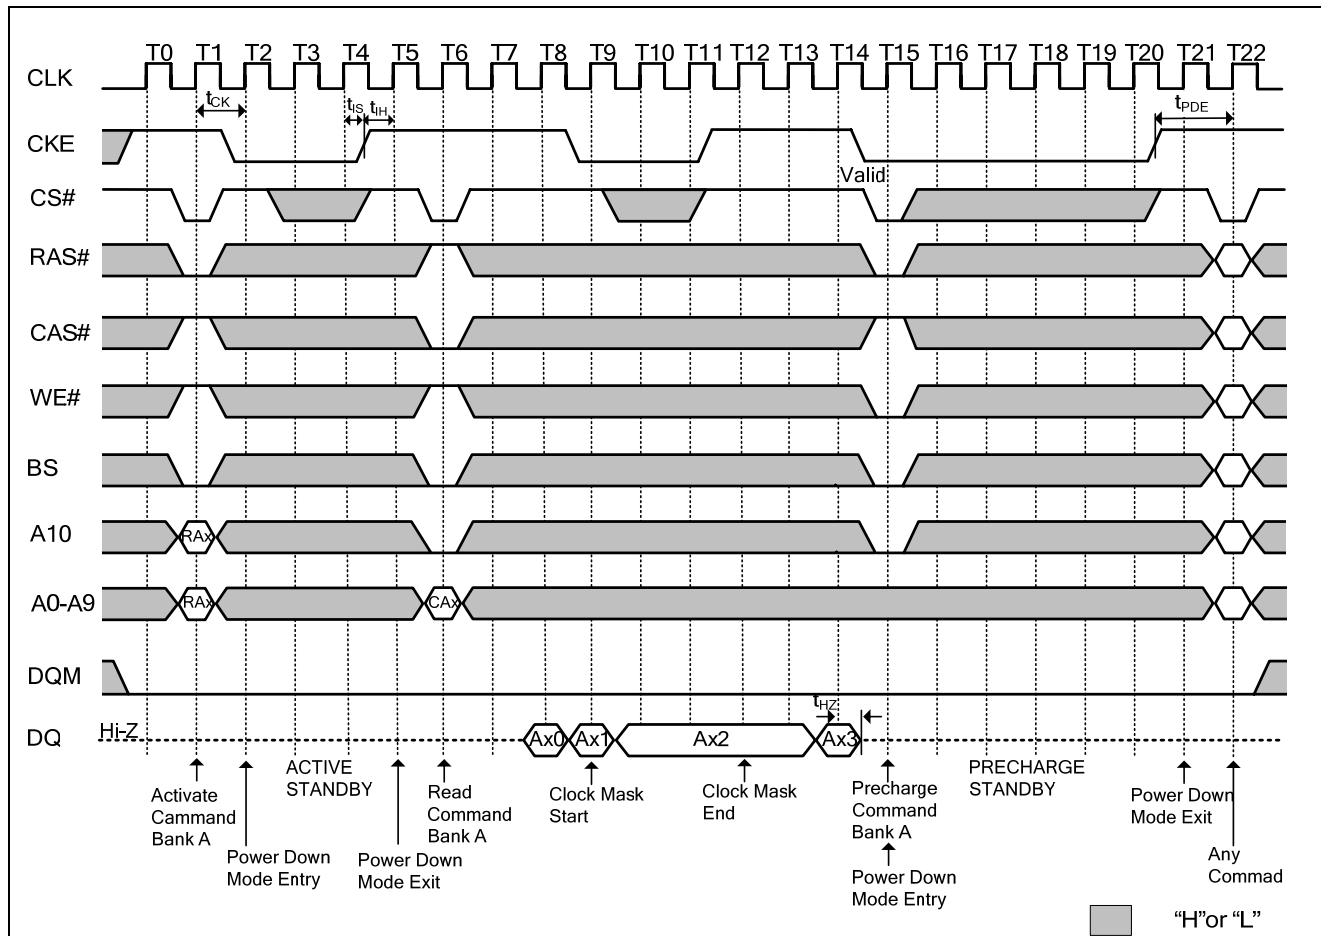 T0 T1 T2 T3 T4 T5 T6 T7 T8 T9 T10 T11 T12 T13 T14 T15 T16 T17 T18 T19 T20 T21 T22
CLK
tCK
tIS
tIH
tPDE
CKE
Valid
CS#
RAS#
CAS#
WE#
BS
A10
RAx
A0-A9
RAx
CAx
DQM
tHZ
Hi-Z
DQ
Ax0
Ax1
Ax2
Ax3
Activate
Cammand
Bank A
Power Down
Mode Entry
ACTIVE
STANDBY
Power Down
Mode Exit
Read
Command
Bank A
Clock Mask
Start
Clock Mask
End
Precharge
Command
Bank A
Power Down
Mode Entry
PRECHARGE
STANDBY
Power Down
Mode Exit
Any
Commad
“H”or “L”